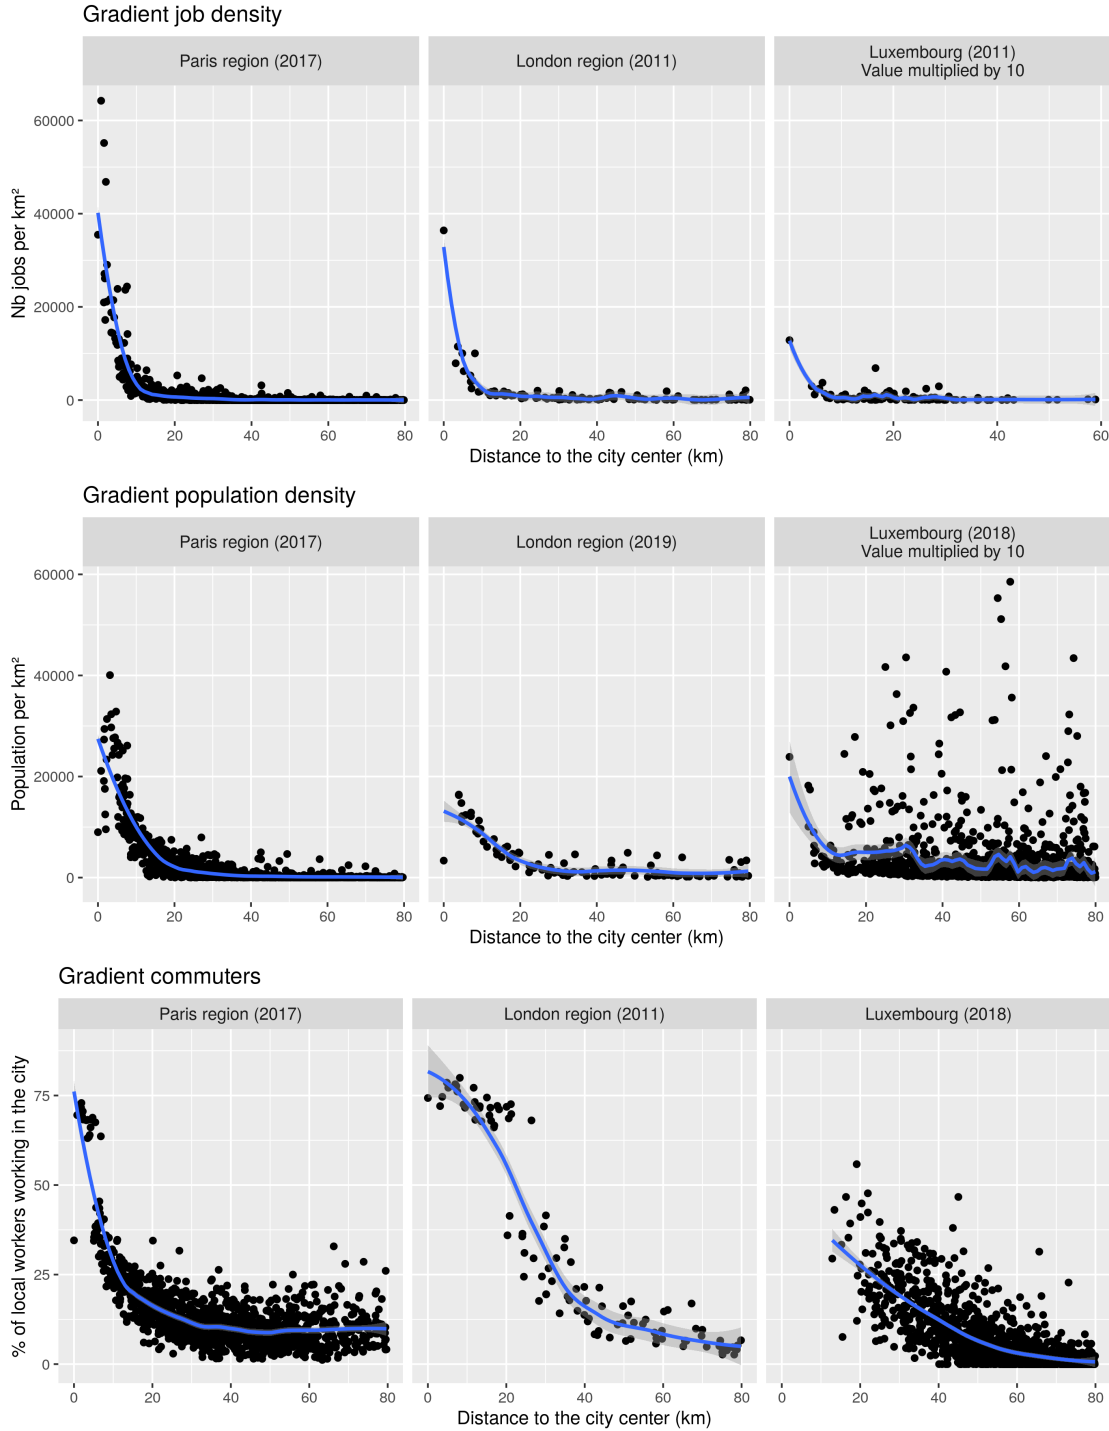 Gradient job density
Paris region (2017)
London region (2011)
Luxembourg (2011)
Value multiplied by 10
Nb jobs per km²
60000
40000
20000
0
0 20 40 60 80
0 20 40 60 80
0 20 40 60
Distance to the city center (km)
Gradient population density
Paris region (2017)
London region (2019)
Luxembourg (2018)
Value multiplied by 10
Population per km²
60000
40000
20000
0
0 20 40 60 80
0 20 40 60 80
0 20 40 60 80
Distance to the city center (km)
Gradient commuters
Paris region (2017)
London region (2011)
Luxembourg (2018)
% of local workers working in the city
75
50
25
0
0 20 40 60 80
0 20 40 60 80
0 20 40 60 80
Distance to the city center (km)